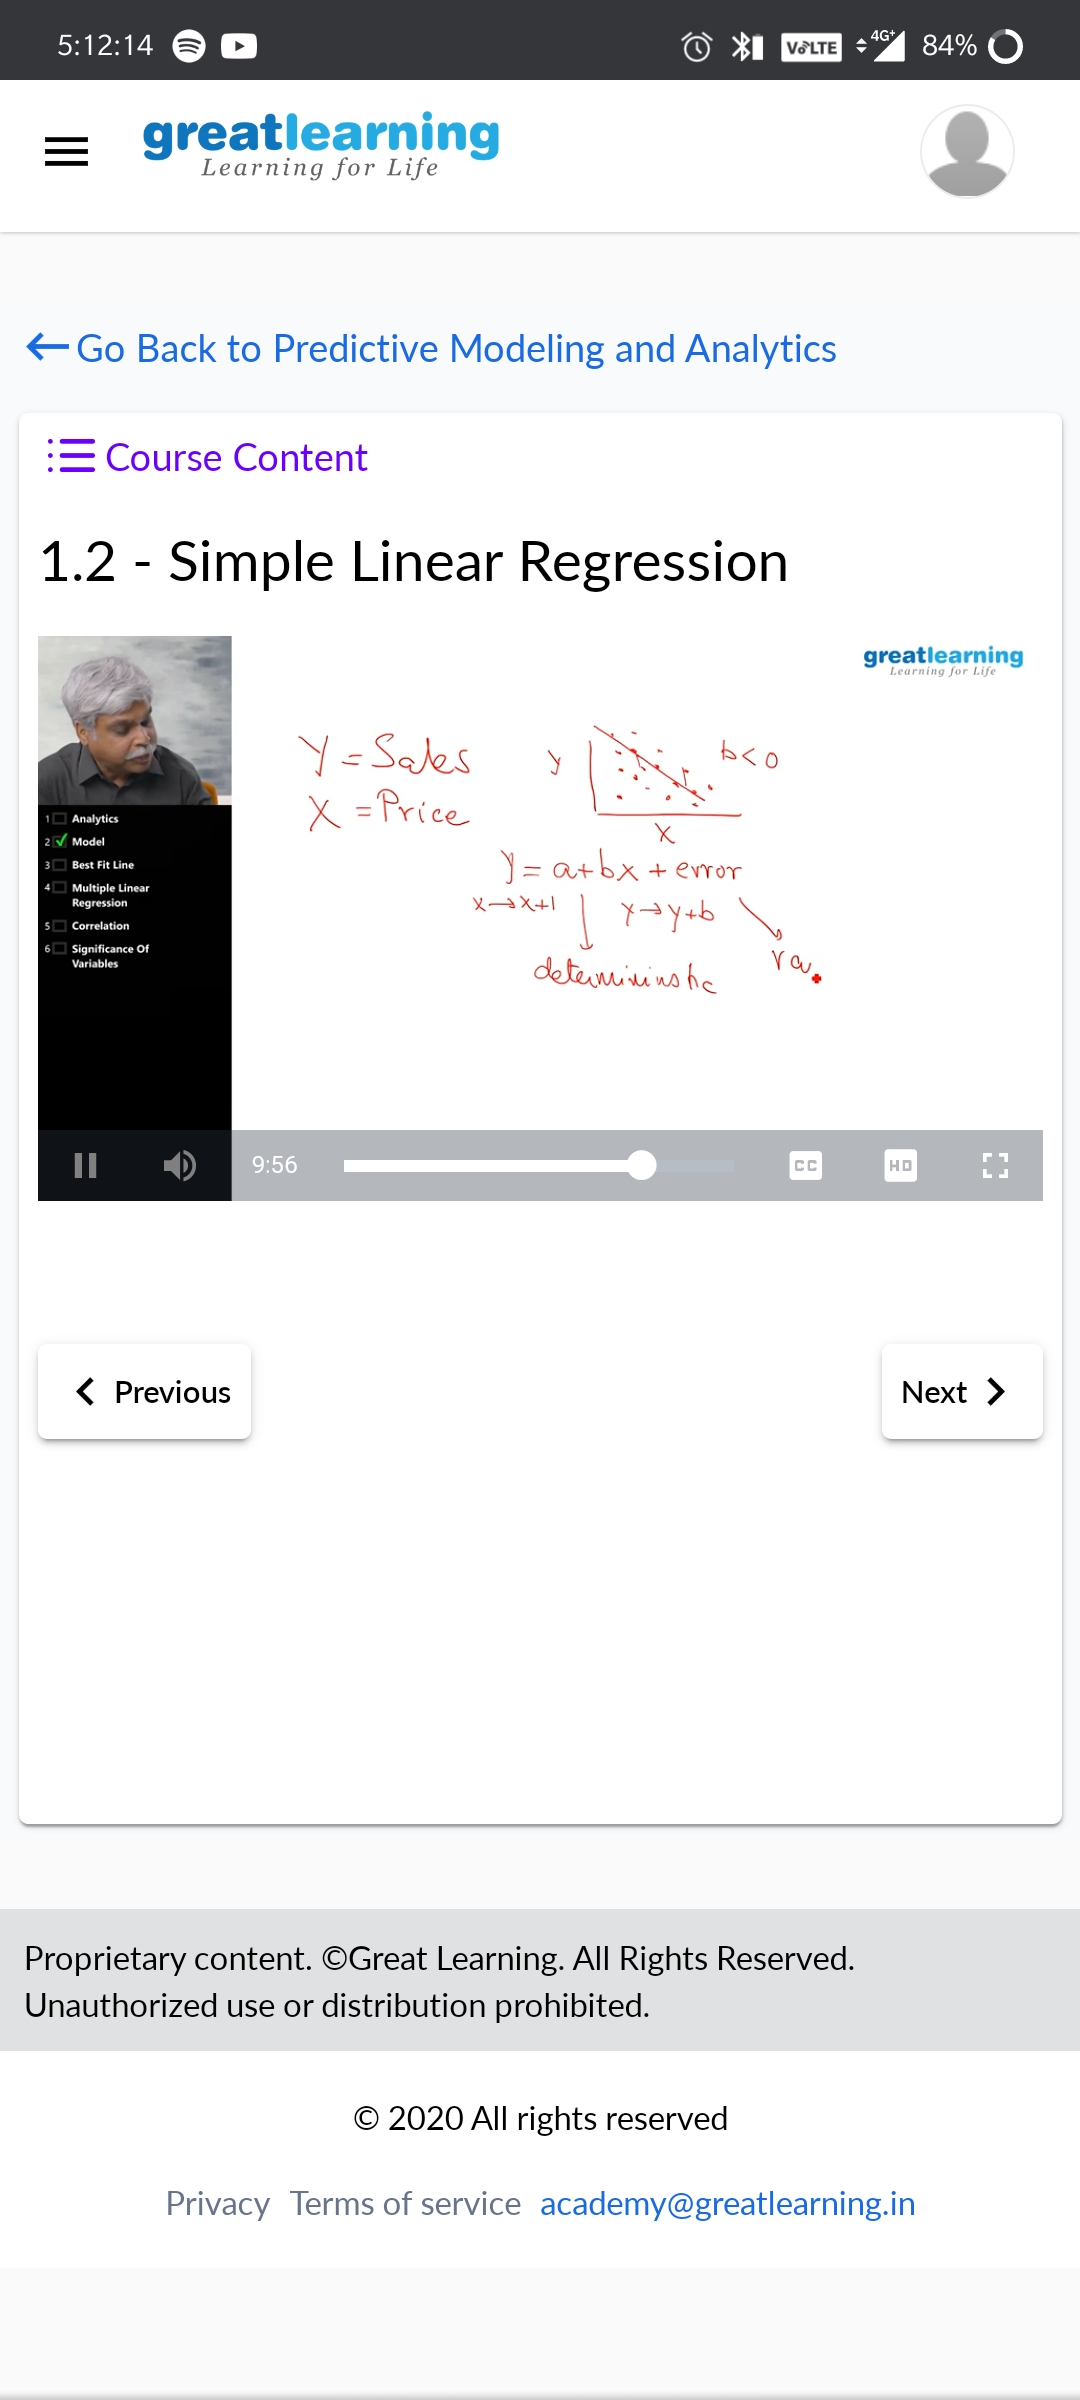 5:12:14
VoLTE
4G+
84%
greatlearning
Learning for Life
Go Back to Predictive Modeling and Analytics
Course Content
1.2 - Simple Linear Regression
greatlearning
Learning for Life
Y = Sales
X = Price
y
b<0
x
y = a+bx + error
x→x+1
y→y+b
determininstic
ra
1 Analytics
2 Model
3 Best Fit Line
4 Multiple Linear
Regression
5 Correlation
6 Significance Of
Variables
9:56
CC
HD
Previous
Next
Proprietary content. ©Great Learning. All Rights Reserved.
Unauthorized use or distribution prohibited.
© 2020 All rights reserved
Privacy Terms of service academy@greatlearning.in